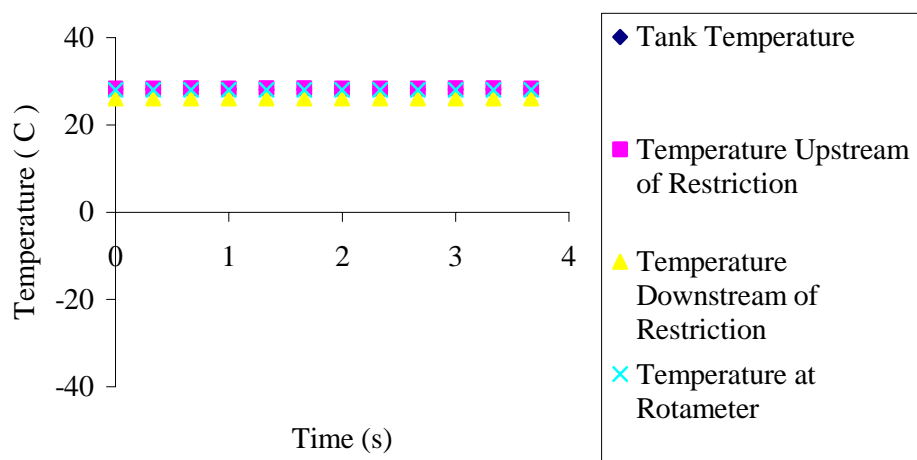 40
20
0
-20
-40
0
1
2
3
4
Temperature ( C )
Time (s)
Tank Temperature
Temperature Upstream
of Restriction
Temperature
Downstream of
Restriction
Temperature at
Rotameter